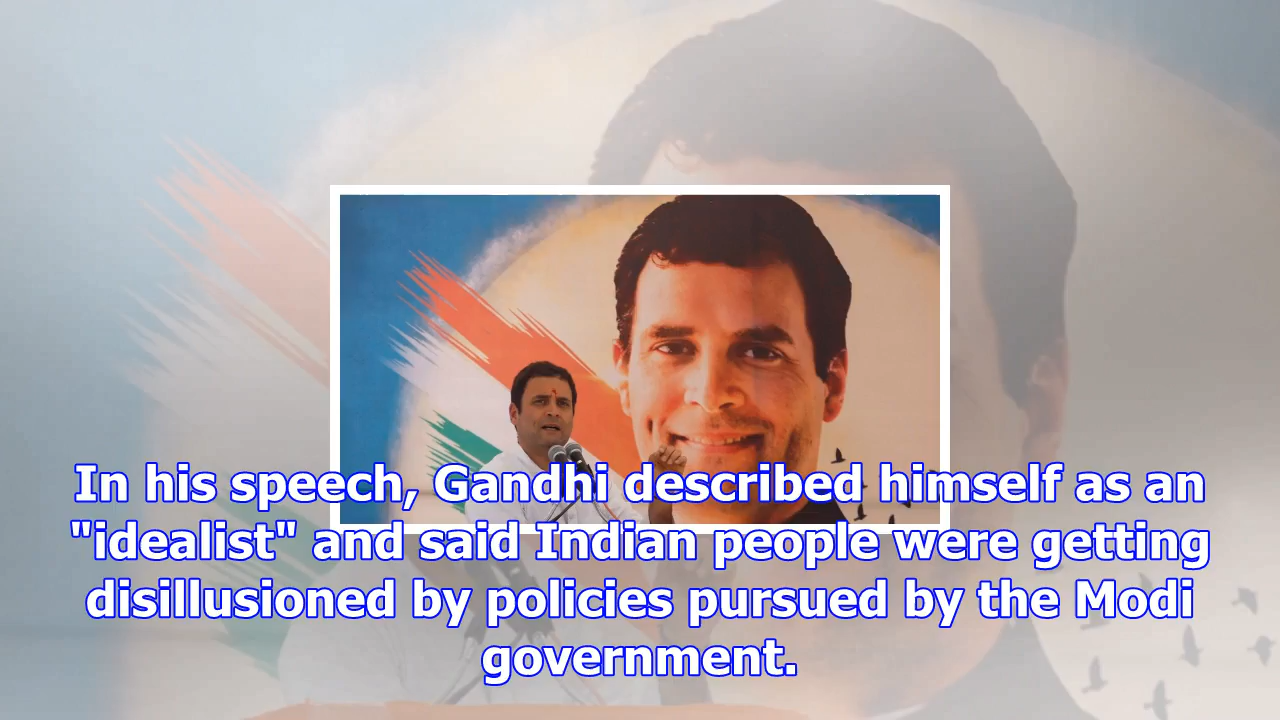 In his speech, Gandhi described himself as an
"idealist" and said Indian people were getting
disillusioned by policies pursued by the Modi
government.